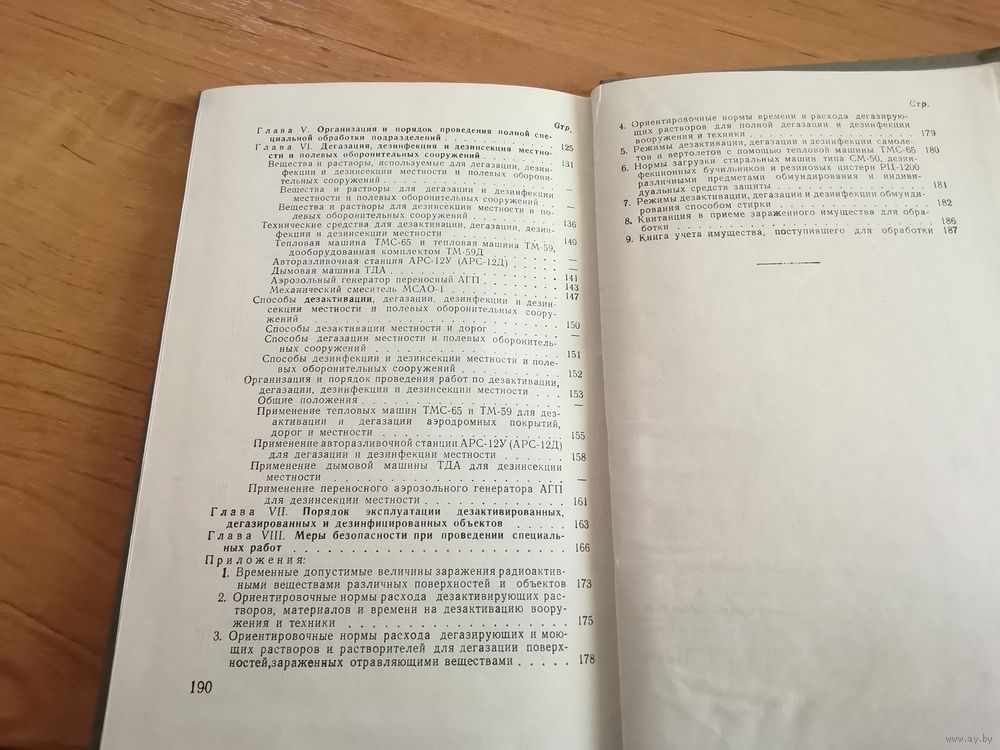 Стр.
Глава V. Организация и порядок проведения полной спе-
циальной обработки подразделений . . . . . . . . 125
Глава VI. Дегазация, дезинфекция и дезинсекция местно-
сти и полевых оборонительных сооружений . . . . . . . 131
Вещества и растворы, используемые для дегазации, дезин-
фекции и дезинсекции местности и полевых оборони-
тельных сооружений . . . . . . . . . . —
Вещества и растворы для дегазации и дезинфекции
местности и полевых оборонительных сооружений . . —
Вещества и растворы для дезинсекции местности и по-
левых оборонительных сооружений . . . . . . 136
Технические средства для дезактивации, дегазации, дезин-
фекции и дезинсекции местности . . . . . . . 140
Тепловая машина ТМС-65 и тепловая машина ТМ-59,
дооборудованная комплектом ТМ-59Д . . . . . —
Авторазливочная станция АРС-12У (АРС-12Д) . . . —
Дымовая машина ТДА . . . . . . . . . . 141
Аэрозольный генератор переносный АГП . . . . . . 143
Механический смеситель МСАО-1 . . . . . . . 147
Способы дезактивации, дегазации, дезинфекции и дезин-
секции местности и полевых оборонительных соору-
жений . . . . . . . . . . . . . . 150
Способы дезактивации местности и дорог . . . . . —
Способы дегазации местности и полевых оборонитель-
ных сооружений . . . . . . . . . . . 151
Способы дезинфекции и дезинсекции местности и поле-
вых оборонительных сооружений . . . . . . . 152
Организация и порядок проведения работ по дезактивации,
дегазации, дезинфекции и дезинсекции местности . . . 153
Общие положения . . . . . . . . . . . . —
Применение тепловых машин ТМС-65 и ТМ-59 для дез-
активации и дегазации аэродромных покрытий,
дорог и местности . . . . . . . . . . . 155
Применение авторазливочной станции АРС-12У (АРС-12Д)
для дегазации и дезинфекции местности . . . . . 158
Применение дымовой машины ТДА для дезинсекции
местности . . . . . . . . . . . . . —
Применение переносного аэрозольного генератора АГП
для дезинсекции местности . . . . . . . . 161
Глава VII. Порядок эксплуатации дезактивированных,
дегазированных и дезинфицированных объектов . . . . . 163
Глава VIII. Меры безопасности при проведении специаль-
ных работ . . . . . . . . . . . . . . . 166
Приложения:
1. Временные допустимые величины заражения радиоактив-
ными веществами различных поверхностей и объектов 173
2. Ориентировочные нормы расхода дезактивирующих рас-
творов, материалов и времени на дезактивацию воору-
жения и техники . . . . . . . . . . . . 175
3. Ориентировочные нормы расхода дегазирующих и мою-
щих растворов и растворителей для дегазации поверх-
ностей,зараженных отравляющими веществами . . . . . 178
190
Стр.
4. Ориентировочные нормы времени и расхода дегазирую-
щих растворов для полной дегазации и дезинфекции
вооружения и техники . . . . . . . . . . 179
5. Режимы дезактивации, дегазации и дезинфекции самоле-
тов и вертолетов с помощью тепловой машины ТМС-65 180
6. Нормы загрузки стиральных машин типа СМ-50, дезин-
фекционных бучильников и резиновых цистерн РЦ-1200
различными предметами обмундирования и индиви-
дуальных средств защиты . . . . . . . . . 181
7. Режимы дезактивации, дегазации и дезинфекции обмунди-
рования способом стирки . . . . . . . . . 182
8. Квитанция в приеме зараженного имущества для обра-
ботки . . . . . . . . . . . . . . . 186
9. Книга учета имущества, поступившего для обработки 187
www.ay.by